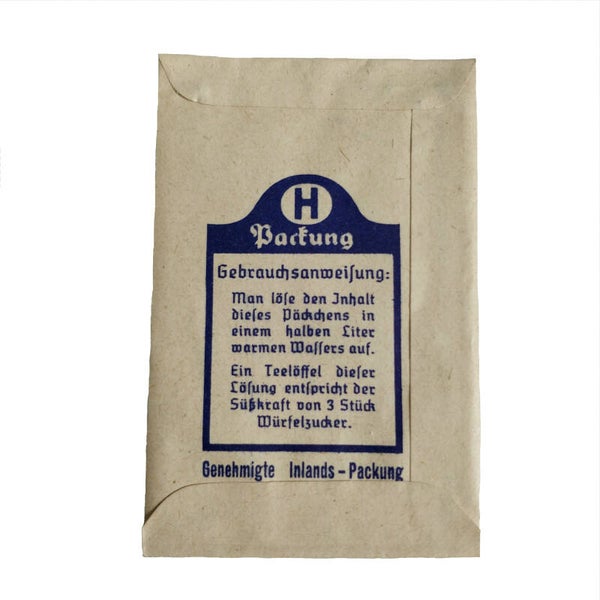 H
Packung
Gebrauchsanweiſung:
Man löſe den Inhalt
dieſes Päckchens in
einem halben Liter
warmen Waſſers auf.
Ein Teelöffel dieſer
Löſung entſpricht der
Süßkraft von 3 Stück
Würfelzucker.
Genehmigte Inlands-Packung